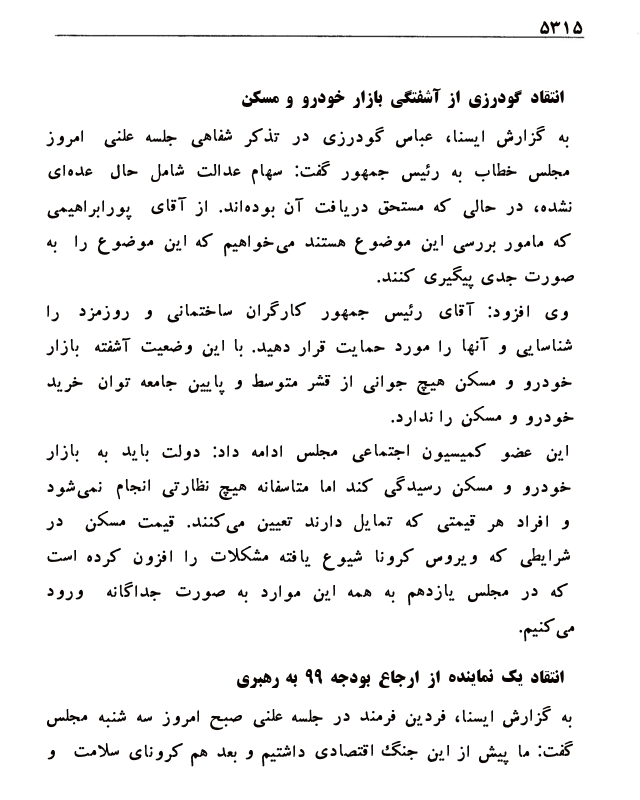 ۵۳۱۵
انتقاد گودرزی از آشفتگی بازار خودرو و مسکن
به گزارش ایسنا، عباس گودرزی در تذکر شفاهی جلسه علنی امروز
مجلس خطاب به رئیس جمهور گفت: سهام عدالت شامل حال عده‌ای
نشده، در حالی که مستحق دریافت آن بوده‌اند. از آقای پورابراهیمی
که مامور بررسی این موضوع هستند می‌خواهیم که این موضوع را به
صورت جدی پیگیری کنند.
وی افزود: آقای رئیس جمهور کارگران ساختمانی و روزمزد را
شناسایی و آنها را مورد حمایت قرار دهید. با این وضعیت آشفته بازار
خودرو و مسکن هیچ جوانی از قشر متوسط و پایین جامعه توان خرید
خودرو و مسکن را ندارد.
این عضو کمیسیون اجتماعی مجلس ادامه داد: دولت باید به بازار
خودرو و مسکن رسیدگی کند اما متاسفانه هیچ نظارتی انجام نمی‌شود
و افراد هر قیمتی که تمایل دارند تعیین می‌کنند. قیمت مسکن در
شرایطی که ویروس کرونا شیوع یافته مشکلات را افزون کرده است
که در مجلس یازدهم به همه این موارد به صورت جداگانه ورود
می‌کنیم.
انتقاد یک نماینده از ارجاع بودجه ۹۹ به رهبری
به گزارش ایسنا، فردین فرمند در جلسه علنی صبح امروز سه شنبه مجلس
گفت: ما پیش از این جنگ اقتصادی داشتیم و بعد هم کرونای سلامت و